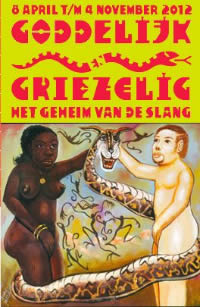 8 APRIL T/M 4 NOVEMBER 2012
GODDELIJK
EN
GRIEZELIG
HET GEHEIM VAN DE SLANG